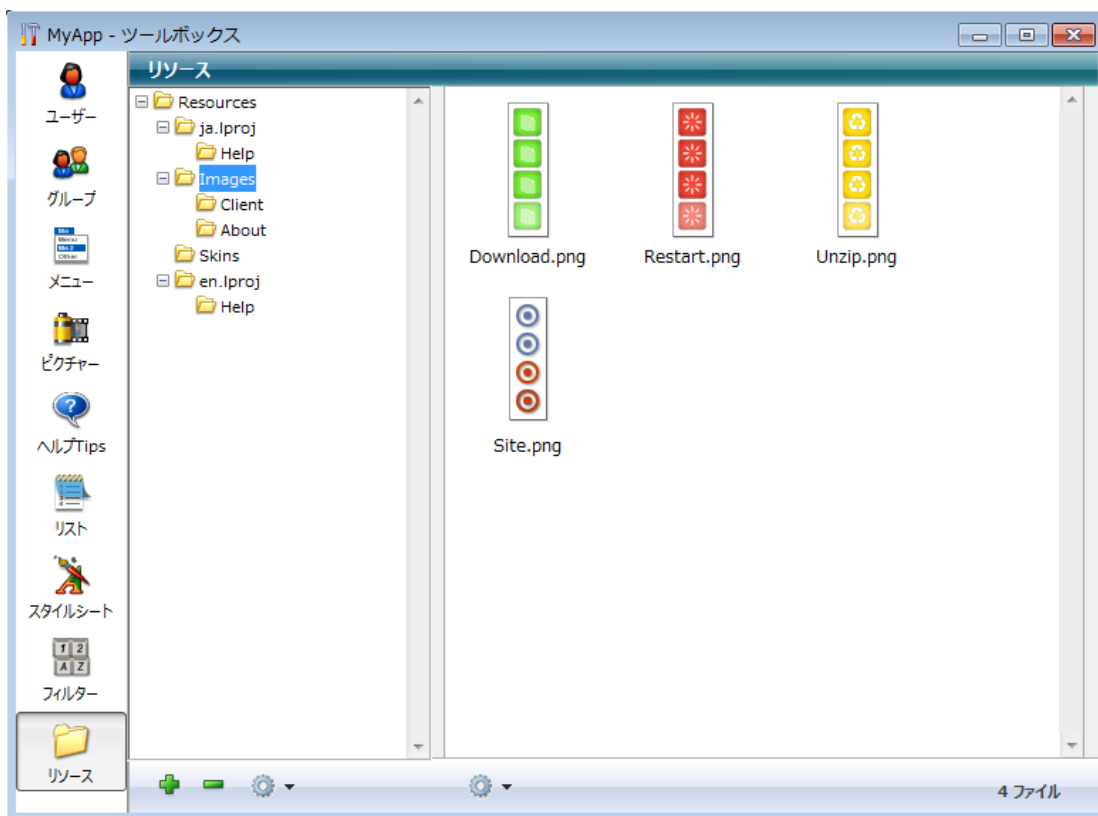 MyApp - ツールボックス
ユーザー
グループ
メニュー
ピクチャー
ヘルプTips
リスト
スタイルシート
1 2
A Z
フィルター
リソース
リソース
Resources
ja.lproj
Help
Images
Client
About
Skins
en.lproj
Help
Download.png
Restart.png
Unzip.png
Site.png
4 ファイル